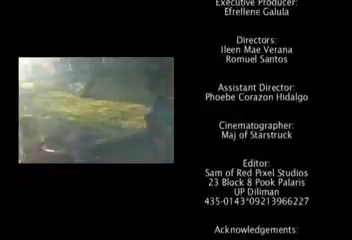 Executive Producer:
Efrellene Galula
Directors:
Ileen Mae Verana
Romuel Santos
Assistant Director:
Phoebe Corazon Hidalgo
Cinematographer:
Maj of Starstruck
Editor:
Sam of Red Pixel Studios
23 Block 8 Pook Palaris
UP Diliman
435-0143*09213966227
Acknowledgements: